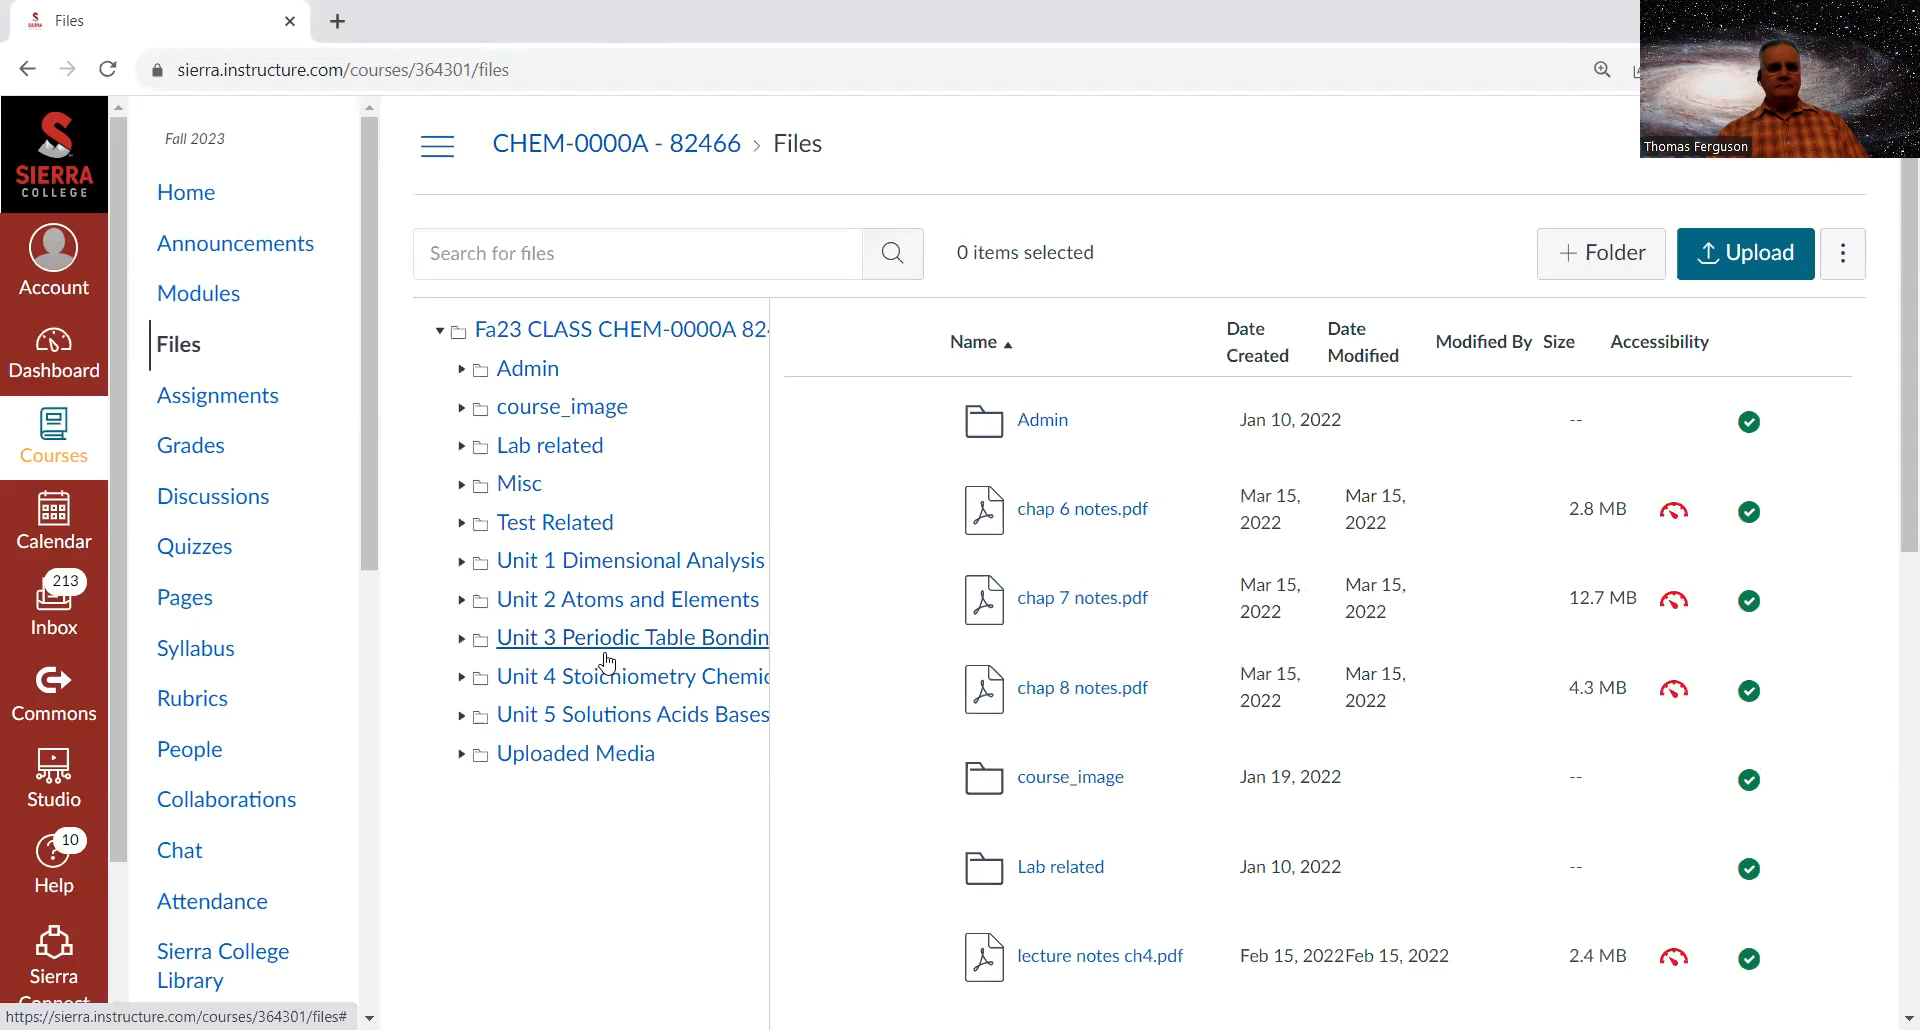 Files
sierra.instructure.com/courses/364301/files
Thomas Ferguson
SIERRA
COLLEGE
Account
Dashboard
Courses
Calendar
213
Inbox
Commons
Studio
10
Help
Sierra
Connect
Fall 2023
Home
Announcements
Modules
Files
Assignments
Grades
Discussions
Quizzes
Pages
Syllabus
Rubrics
People
Collaborations
Chat
Attendance
Sierra College
Library
CHEM-0000A - 82466 › Files
Search for files
0 items selected
+ Folder
Upload
Fa23 CLASS CHEM-0000A 824
Admin
course_image
Lab related
Misc
Test Related
Unit 1 Dimensional Analysis
Unit 2 Atoms and Elements
Unit 3 Periodic Table Bondin
Unit 4 Stoichiometry Chemic
Unit 5 Solutions Acids Bases
Uploaded Media
Name Date Created Date Modified Modified By Size Accessibility
Admin Jan 10, 2022 --
chap 6 notes.pdf Mar 15, 2022 Mar 15, 2022 2.8 MB
chap 7 notes.pdf Mar 15, 2022 Mar 15, 2022 12.7 MB
chap 8 notes.pdf Mar 15, 2022 Mar 15, 2022 4.3 MB
course_image Jan 19, 2022 --
Lab related Jan 10, 2022 --
lecture notes ch4.pdf Feb 15, 2022 Feb 15, 2022 2.4 MB
https://sierra.instructure.com/courses/364301/files#